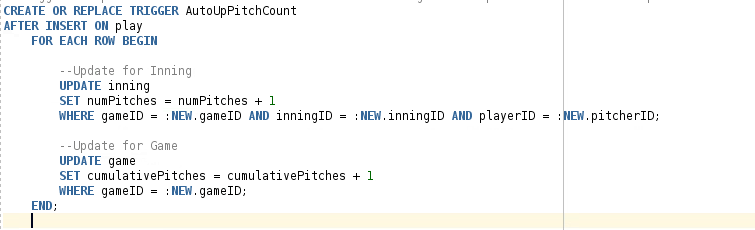 CREATE OR REPLACE TRIGGER AutoUpPitchCount
AFTER INSERT ON play
FOR EACH ROW BEGIN
--Update for Inning
UPDATE inning
SET numPitches = numPitches + 1
WHERE gameID = :NEW.gameID AND inningID = :NEW.inningID AND playerID = :NEW.pitcherID;
--Update for Game
UPDATE game
SET cumulativePitches = cumulativePitches + 1
WHERE gameID = :NEW.gameID;
END;